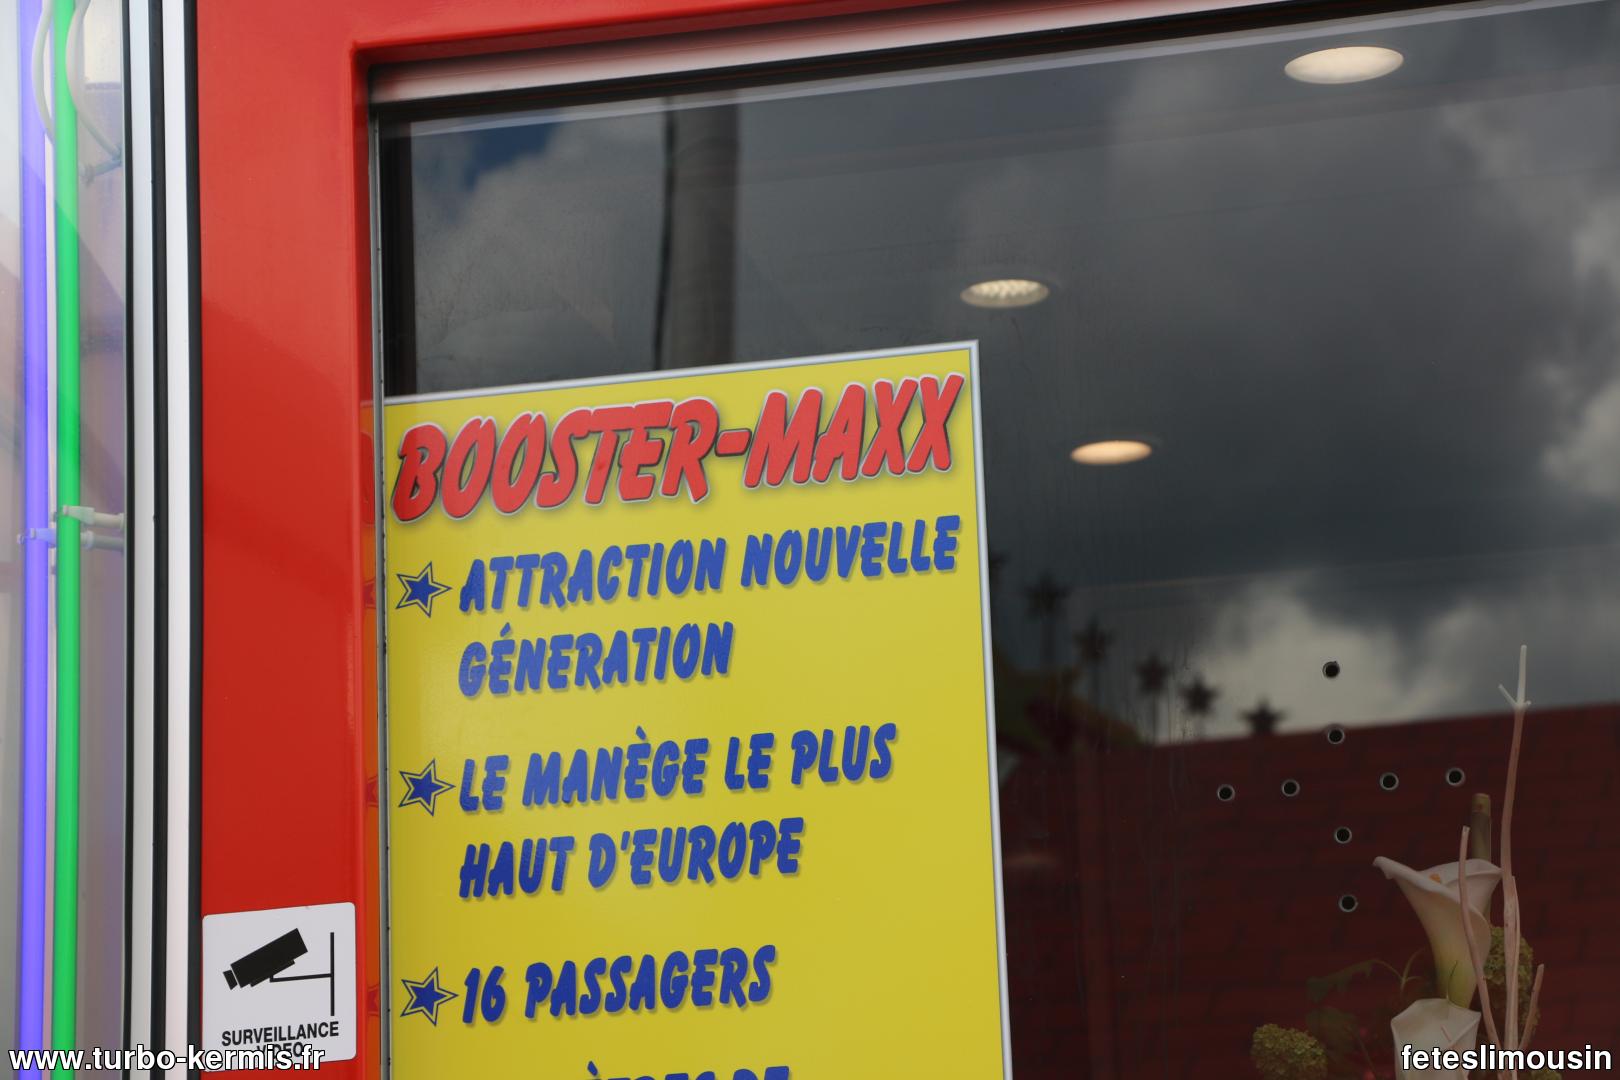 BOOSTER-MAXX
ATTRACTION NOUVELLE
GÉNERATION
LE MANÈGE LE PLUS
HAUT D'EUROPE
16 PASSAGERS
SURVEILLANCE
VIDEO
www.turbo-kermis.fr
feteslimousin